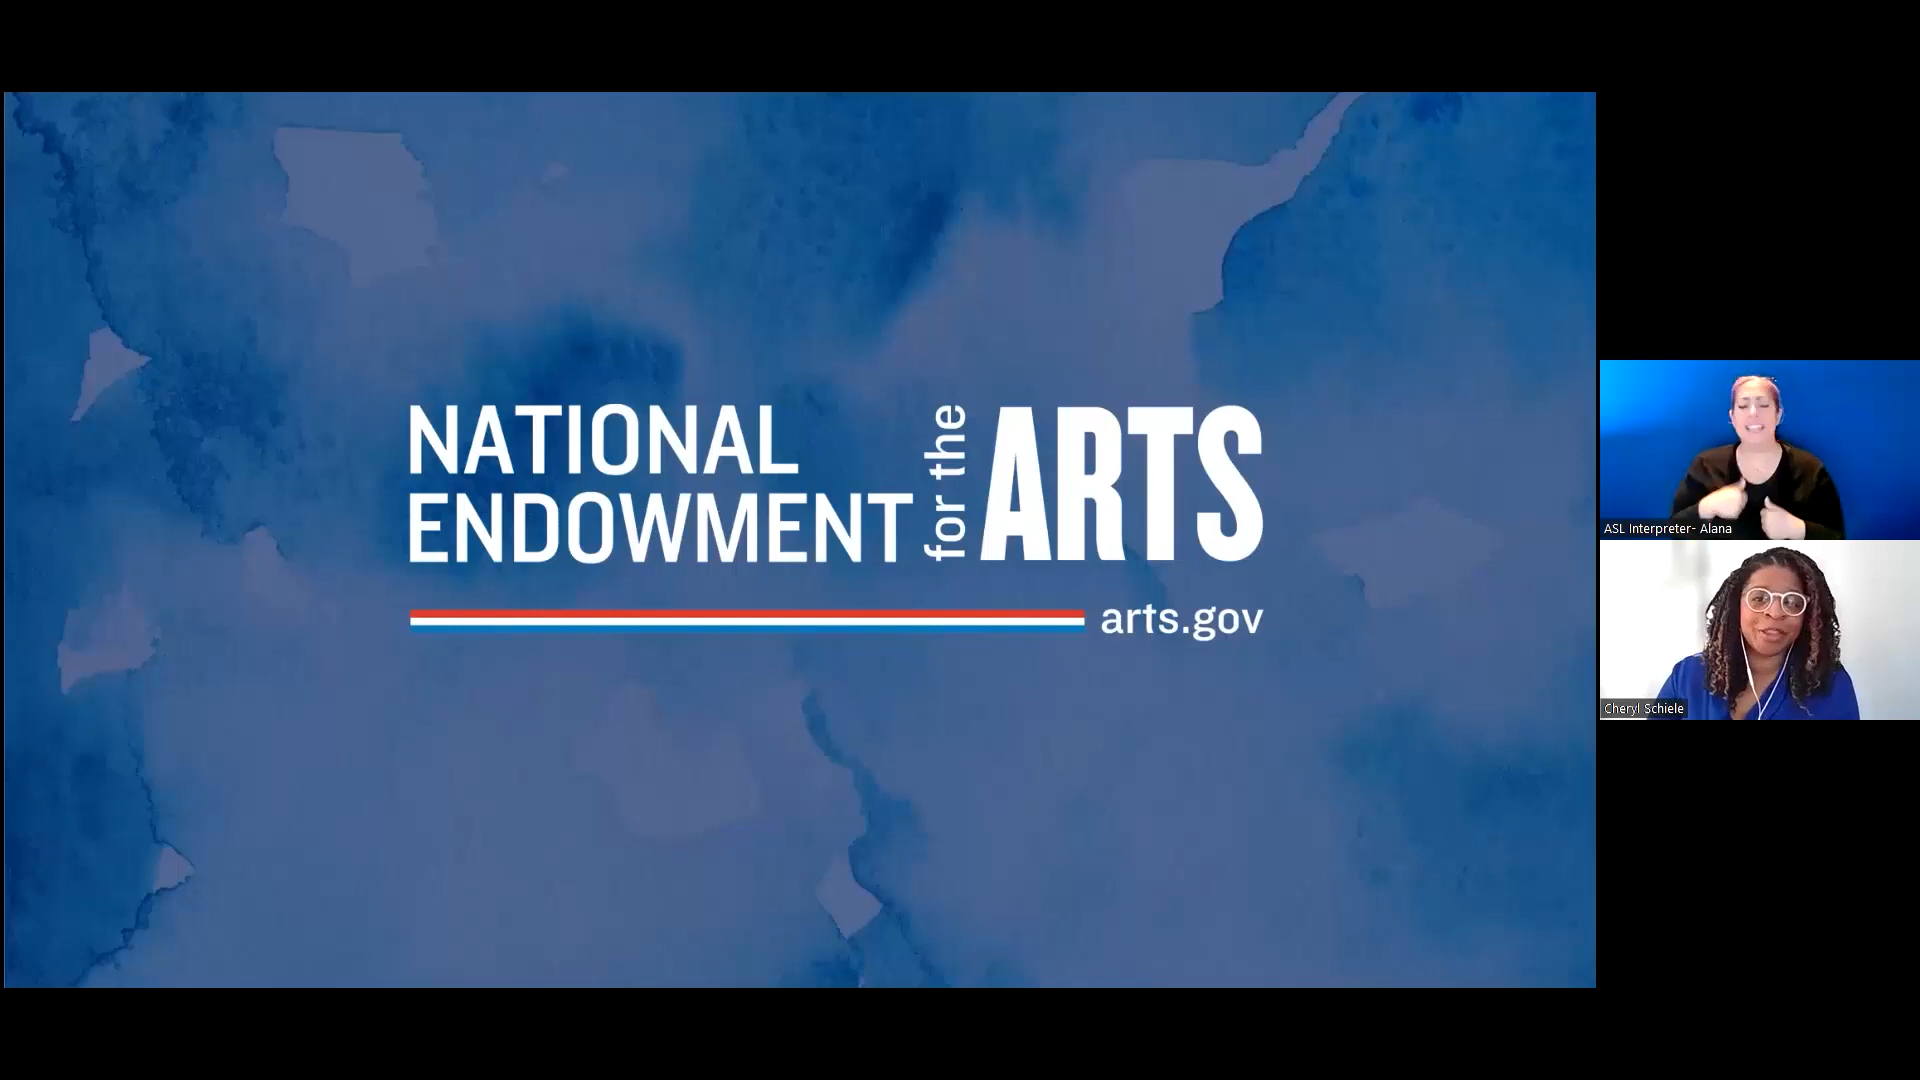 NATIONAL
ENDOWMENT
for the
ARTS
arts.gov
ASL Interpreter- Alana
Cheryl Schiele